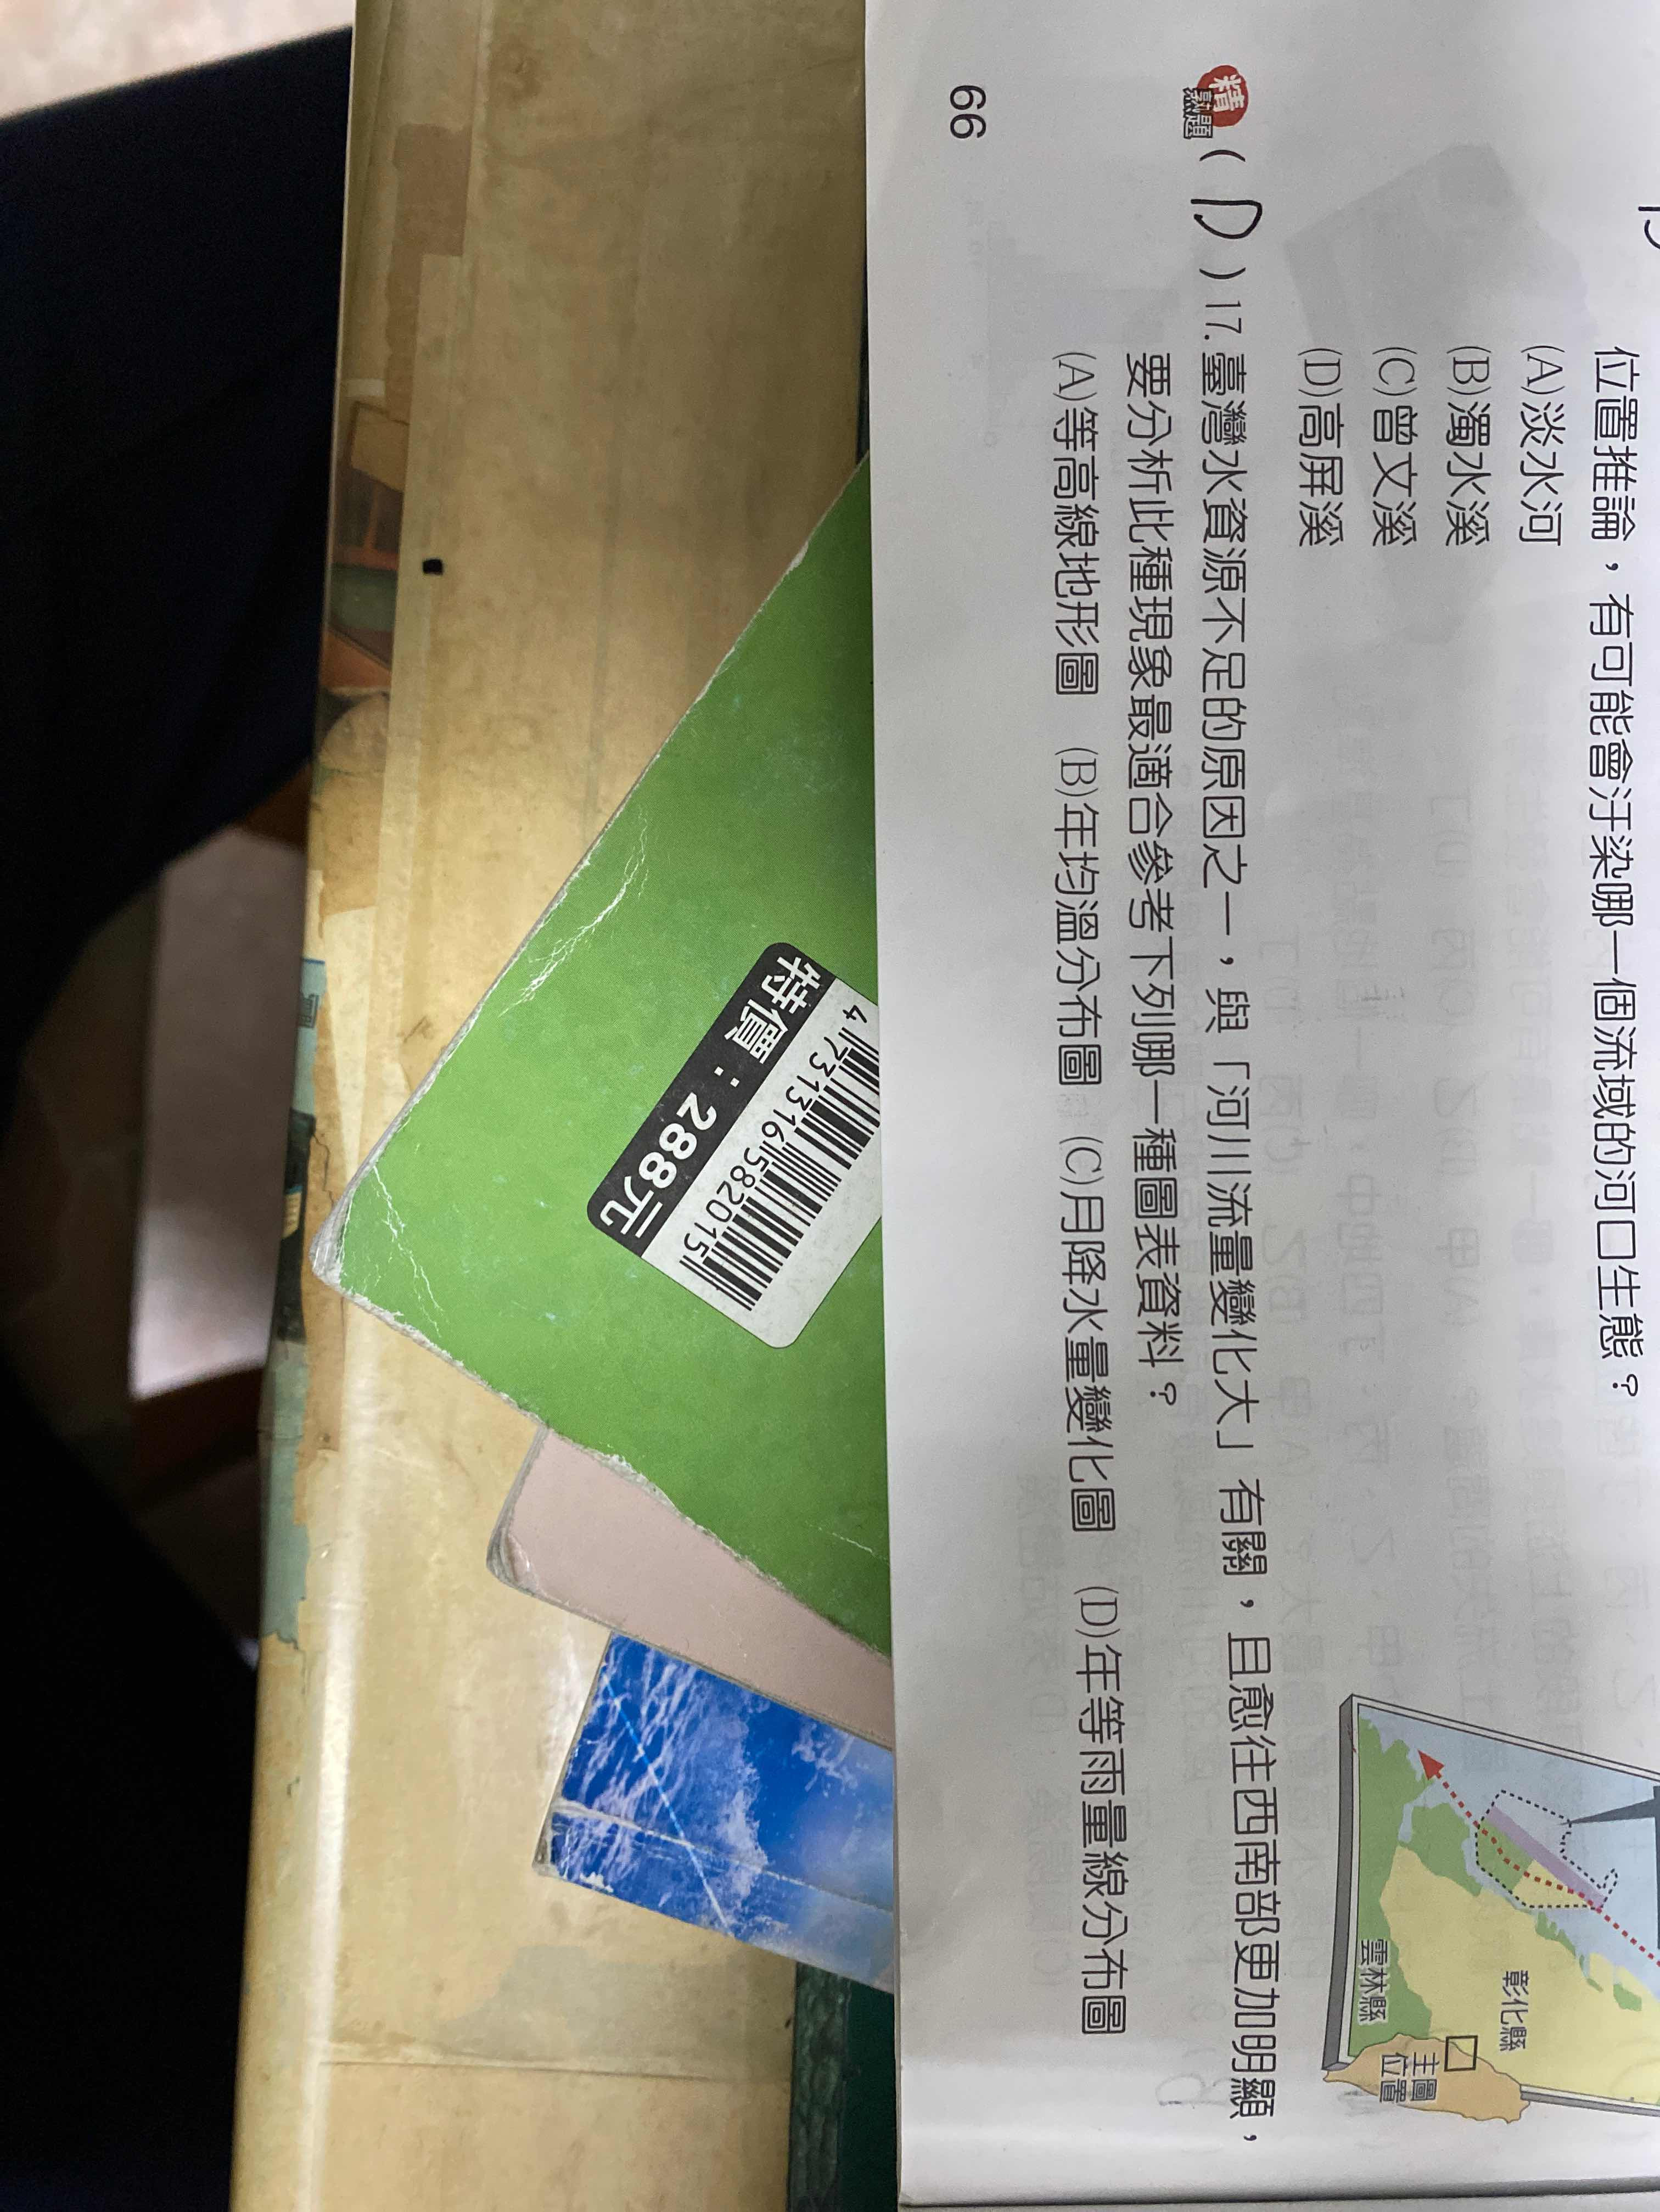 位置推論，有可能會汙染哪一個流域的河口生態？
(A)淡水河
(B)濁水溪
(C)曾文溪
(D)高屏溪
彰化縣
雲林縣
主圖
位置
精
熟題
( D ) 17. 臺灣水資源不足的原因之一，與「河川流量變化大」有關，且愈往西南部更加明顯，
要分析此種現象最適合參考下列哪一種圖表資料？
(A)等高線地形圖 (B)年均溫分布圖 (C)月降水量變化圖 (D)年等雨量線分布圖
66
4 731316 582015
特價：288元